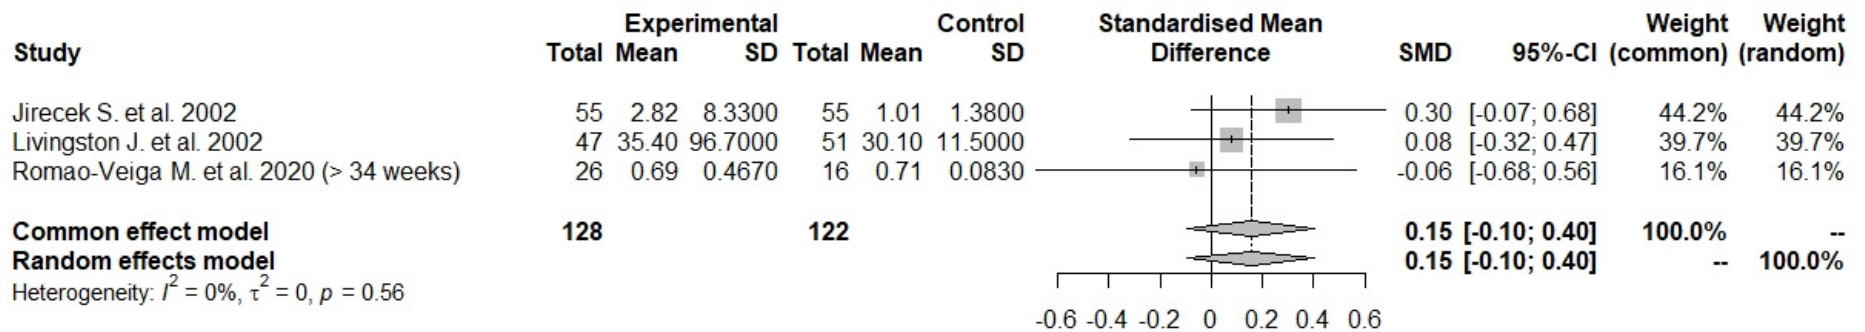 Experimental Control Standardised Mean Weight Weight
Study Total Mean SD Total Mean SD Difference SMD 95%-CI (common) (random)
Jirecek S. et al. 2002 55 2.82 8.3300 55 1.01 1.3800 0.30 [-0.07; 0.68] 44.2% 44.2%
Livingston J. et al. 2002 47 35.40 96.7000 51 30.10 11.5000 0.08 [-0.32; 0.47] 39.7% 39.7%
Romao-Veiga M. et al. 2020 (> 34 weeks) 26 0.69 0.4670 16 0.71 0.0830 -0.06 [-0.68; 0.56] 16.1% 16.1%
Common effect model 128 122 0.15 [-0.10; 0.40] 100.0% --
Random effects model 0.15 [-0.10; 0.40] -- 100.0%
Heterogeneity: I² = 0%, τ² = 0, p = 0.56
-0.6 -0.4 -0.2 0 0.2 0.4 0.6